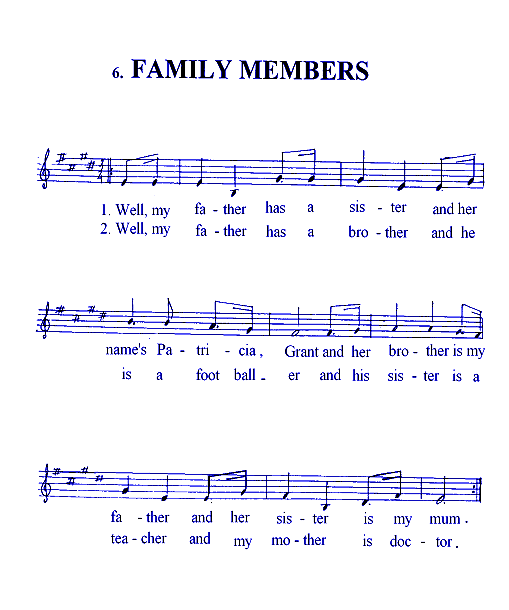 6. FAMILY MEMBERS
1. Well, my fa - ther has a sis - ter and her
2. Well, my fa - ther has a bro - ther and he
name's Pa - tri - cia, Grant and her bro - ther is my
is a foot ball - er and his sis - ter is a
fa - ther and her sis - ter is my mum.
tea - cher and my mo - ther is doc - tor.